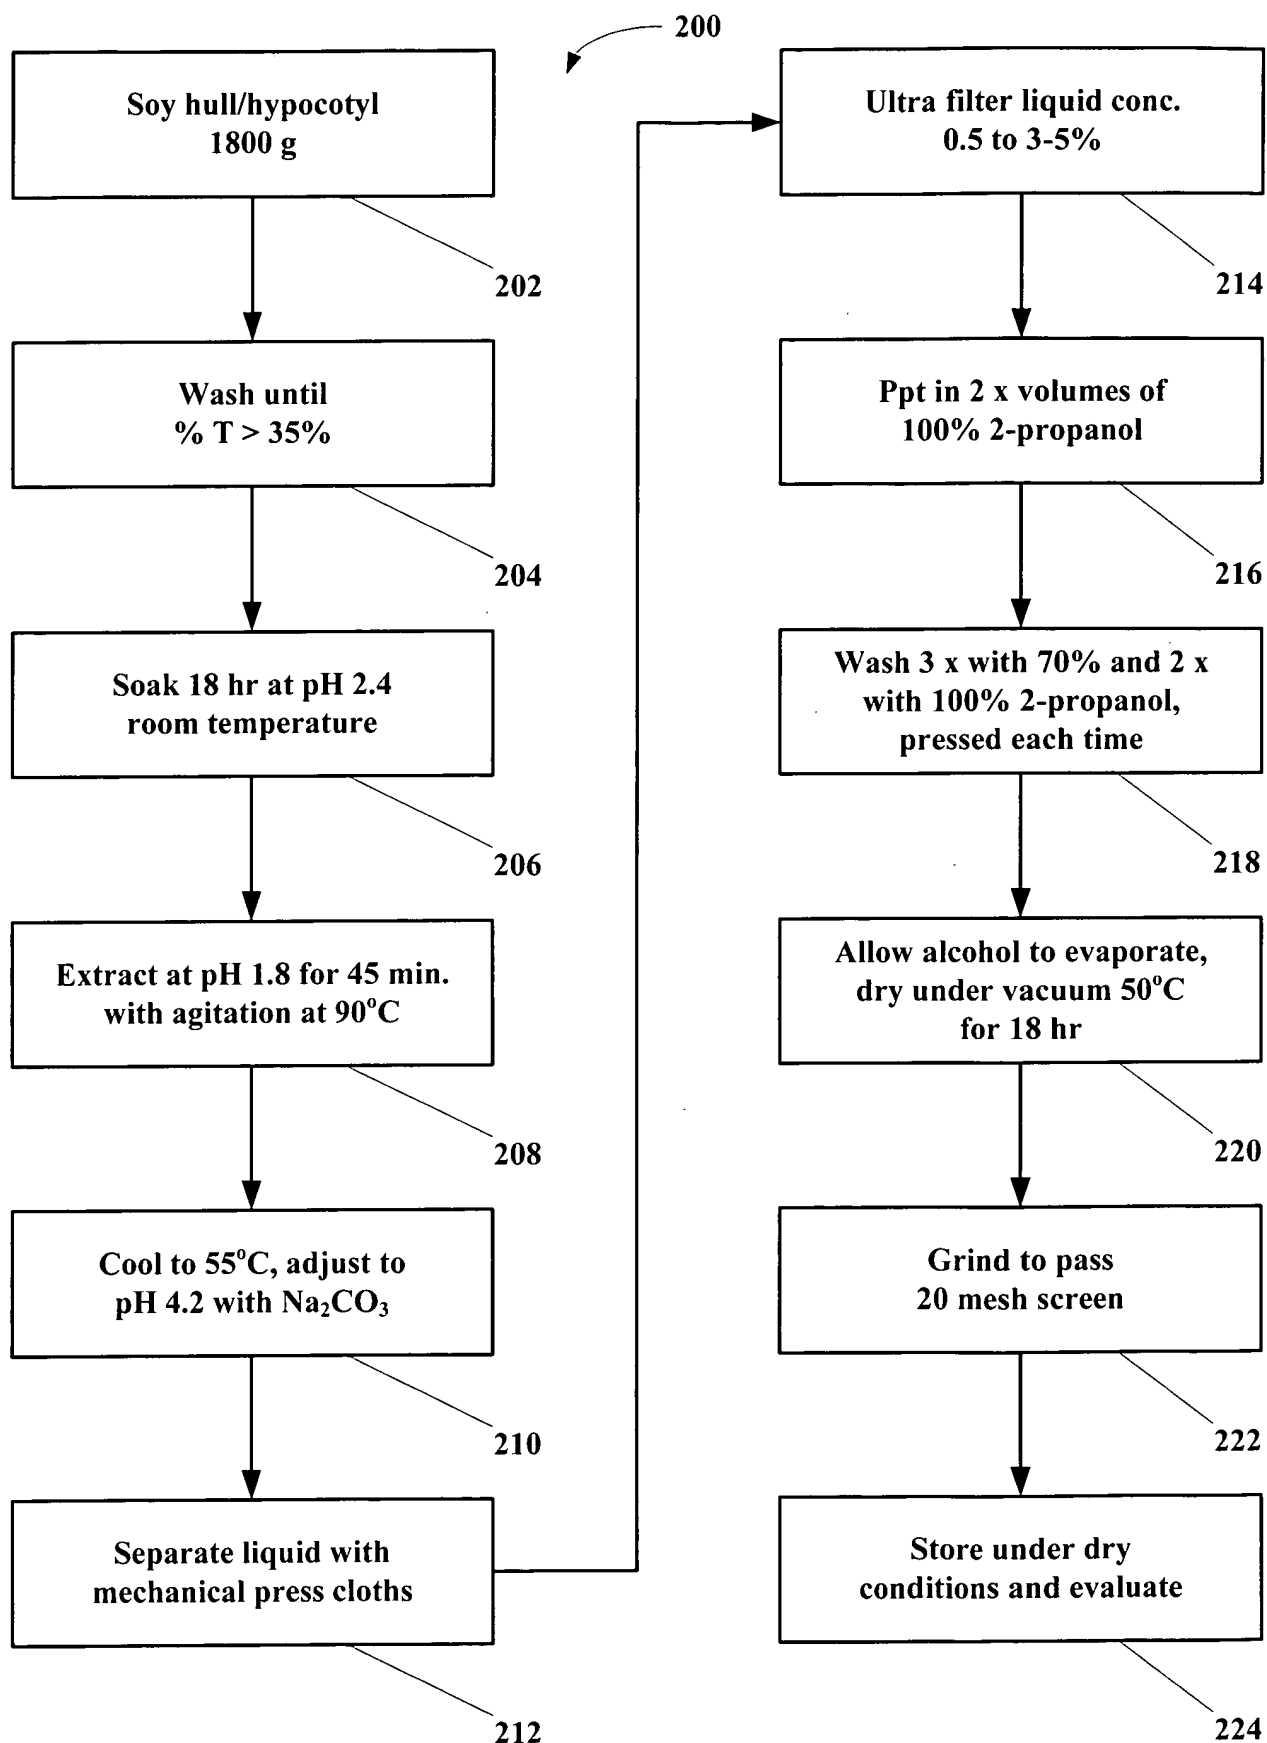 200
Soy hull/hypocotyl
1800 g
202
Wash until
% T > 35%
204
Soak 18 hr at pH 2.4
room temperature
206
Extract at pH 1.8 for 45 min.
with agitation at 90°C
208
Cool to 55°C, adjust to
pH 4.2 with Na₂CO₃
210
Separate liquid with
mechanical press cloths
212
Ultra filter liquid conc.
0.5 to 3-5%
214
Ppt in 2 x volumes of
100% 2-propanol
216
Wash 3 x with 70% and 2 x
with 100% 2-propanol,
pressed each time
218
Allow alcohol to evaporate,
dry under vacuum 50°C
for 18 hr
220
Grind to pass
20 mesh screen
222
Store under dry
conditions and evaluate
224